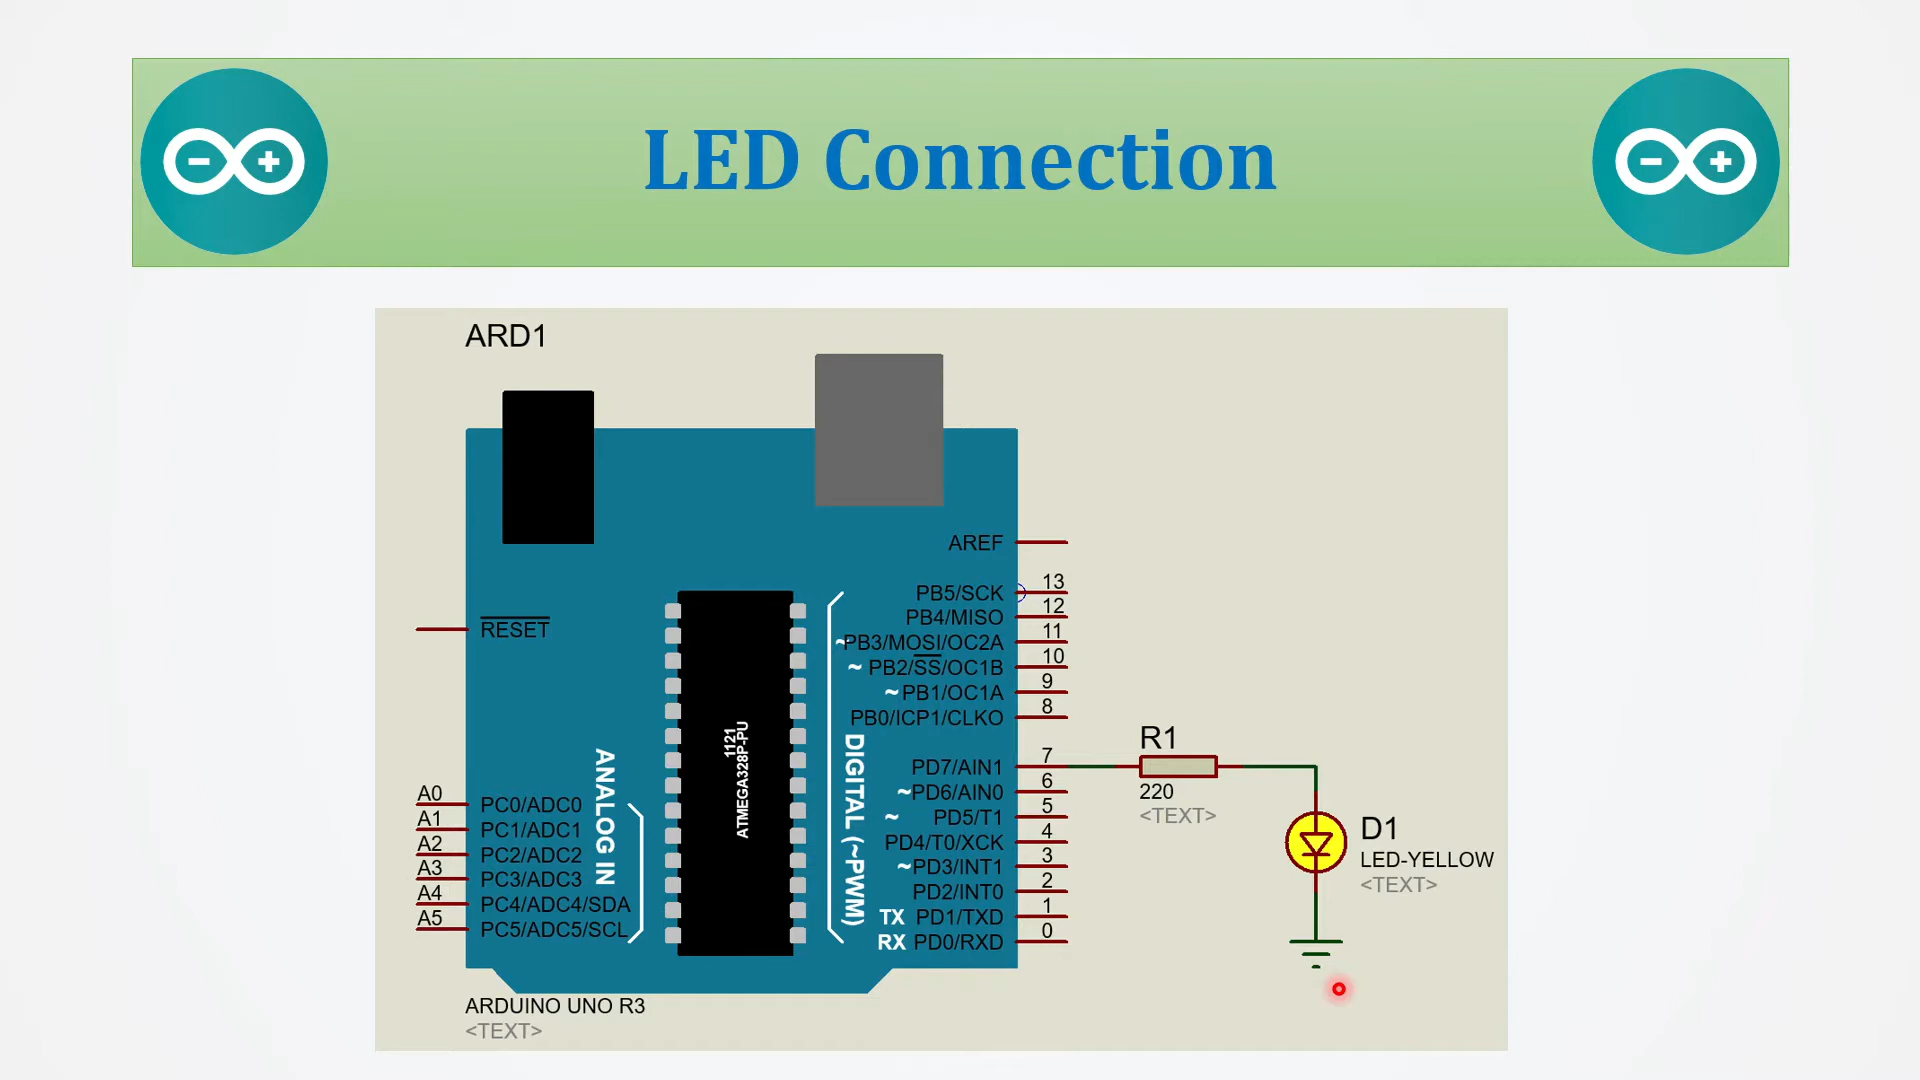 LED Connection
ARD1
AREF
RESET
PB5/SCK 13
PB4/MISO 12
~PB3/MOSI/OC2A 11
~ PB2/SS/OC1B 10
~ PB1/OC1A 9
PB0/ICP1/CLKO 8
PD7/AIN1 7
~PD6/AIN0 6
~ PD5/T1 5
PD4/T0/XCK 4
~PD3/INT1 3
PD2/INT0 2
TX PD1/TXD 1
RX PD0/RXD 0
DIGITAL (~PWM)
1121
ATMEGA328P-PU
ANALOG IN
A0 PC0/ADC0
A1 PC1/ADC1
A2 PC2/ADC2
A3 PC3/ADC3
A4 PC4/ADC4/SDA
A5 PC5/ADC5/SCL
R1
220
<TEXT>
D1
LED-YELLOW
<TEXT>
ARDUINO UNO R3
<TEXT>